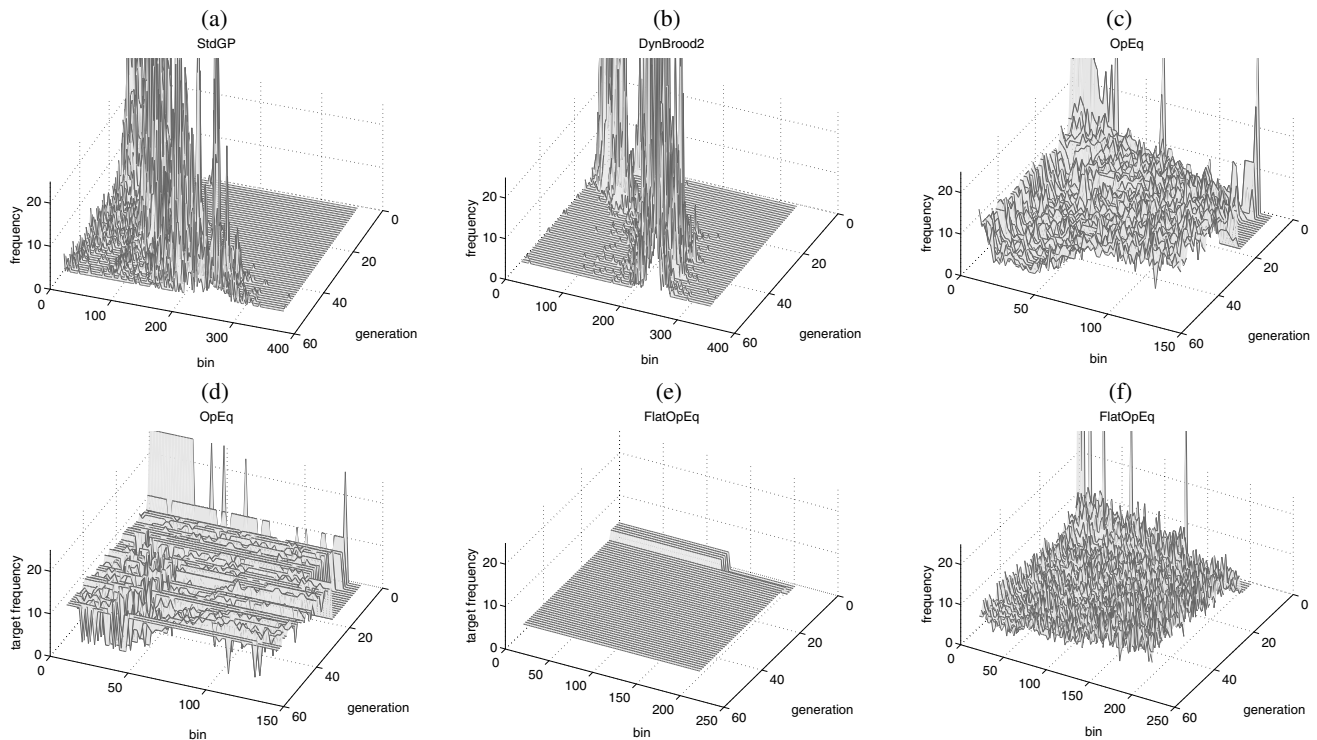 (a)
StdGP
frequency
20
10
0
0
100
200
300
400
bin
0
20
40
60
generation
(b)
DynBrood2
frequency
20
10
0
0
100
200
300
400
bin
0
20
40
60
generation
(c)
OpEq
frequency
20
10
0
0
50
100
150
bin
0
20
40
60
generation
(d)
OpEq
target frequency
20
10
0
0
50
100
150
bin
0
20
40
60
generation
(e)
FlatOpEq
target frequency
20
10
0
0
50
100
150
200
250
bin
0
20
40
60
generation
(f)
FlatOpEq
frequency
20
10
0
0
50
100
150
200
250
bin
0
20
40
60
generation